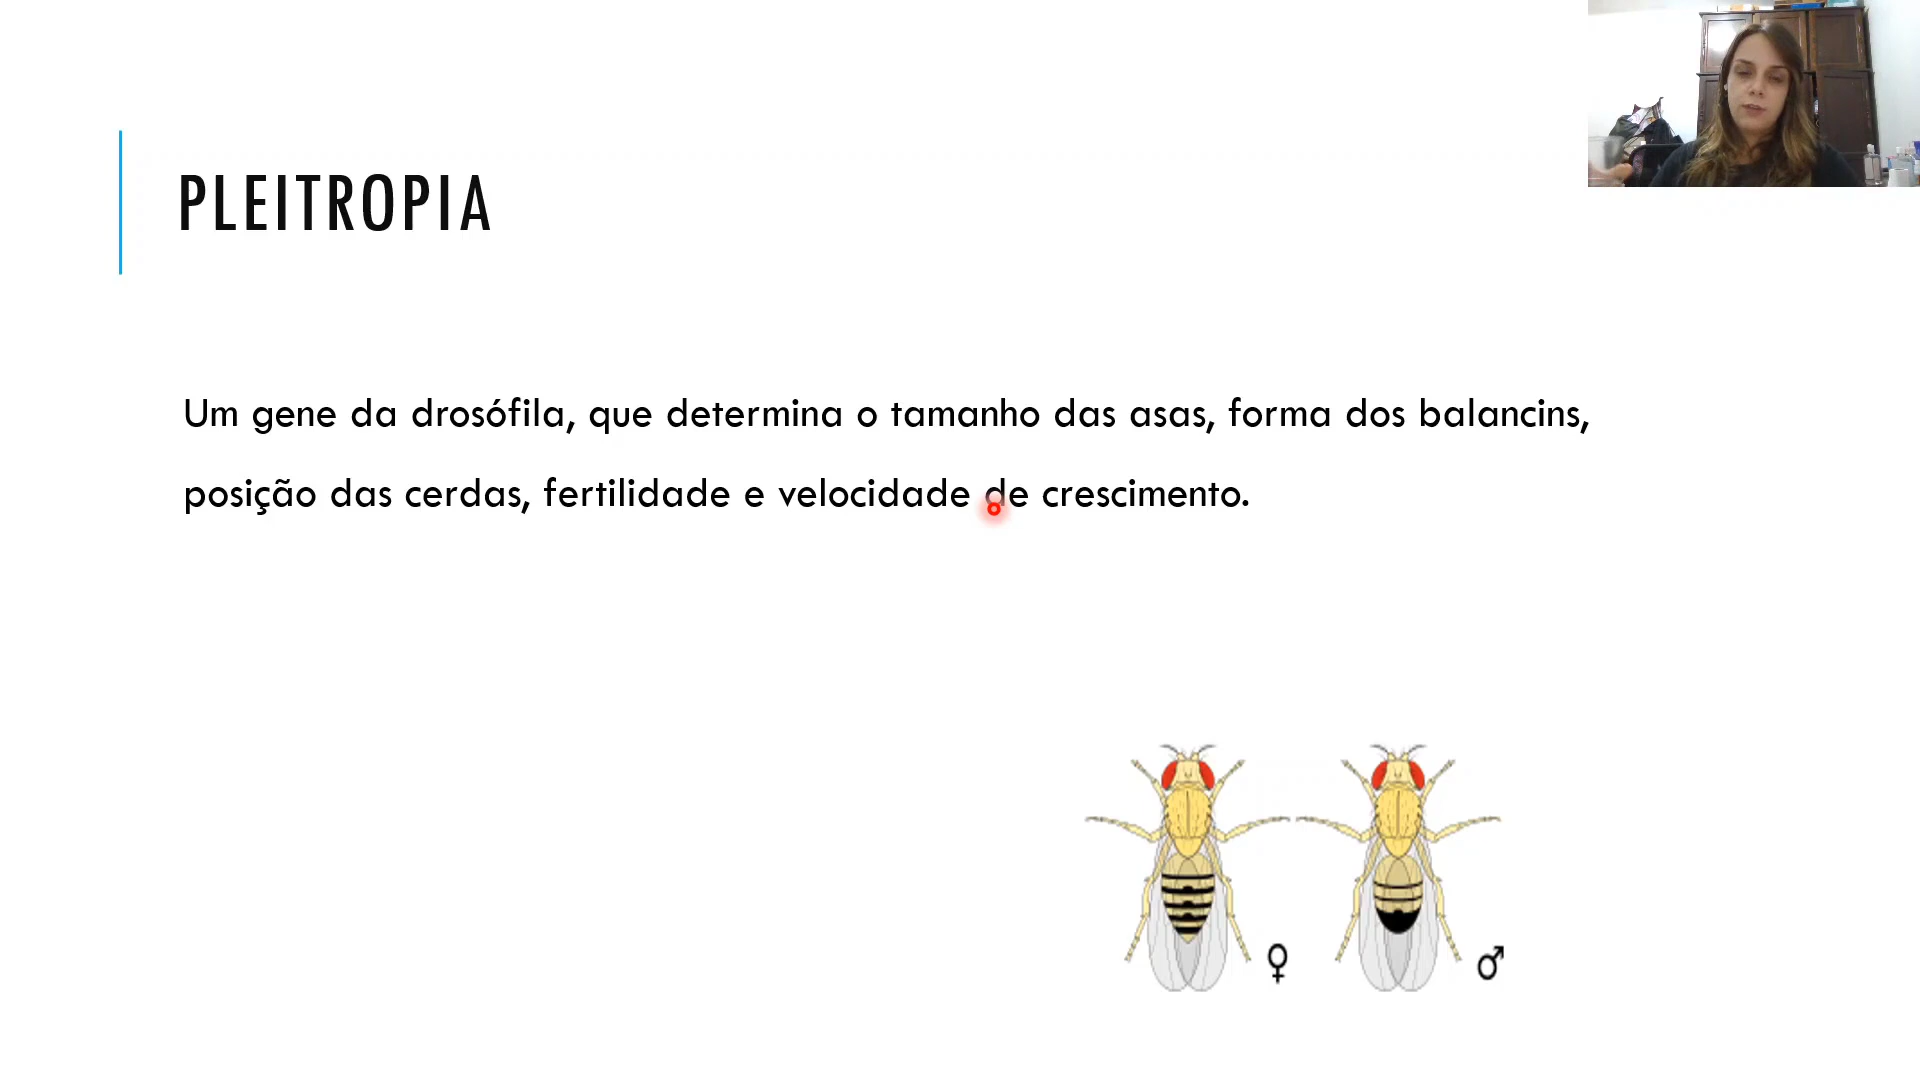 PLEITROPIA
Um gene da drosófila, que determina o tamanho das asas, forma dos balancins,
posição das cerdas, fertilidade e velocidade de crescimento.
♀ ♂